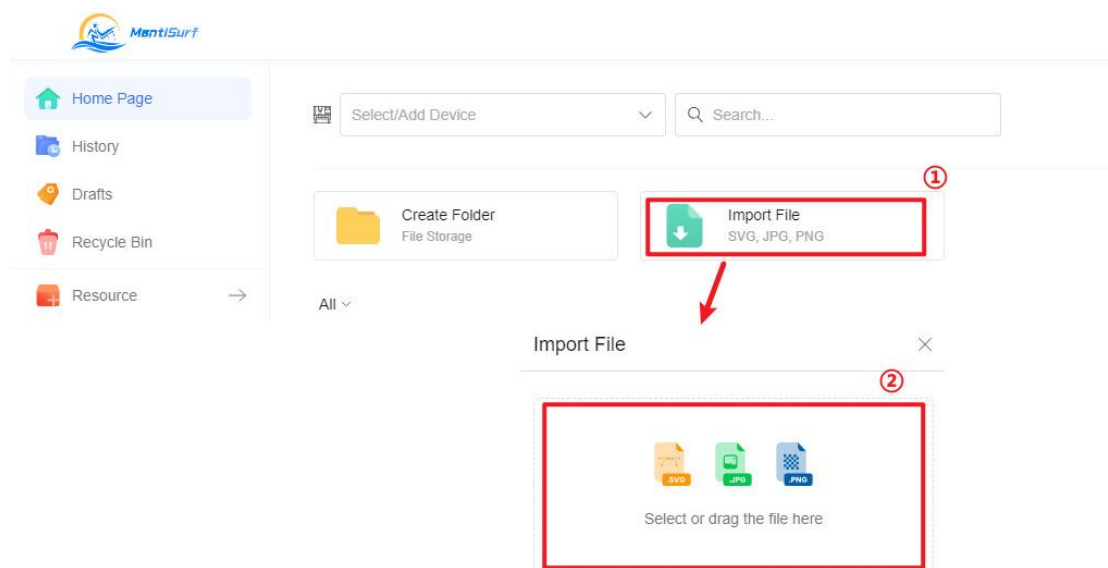 MantiSurf
Home Page
History
Drafts
Recycle Bin
Resource
Select/Add Device
Search...
①
Create Folder
File Storage
Import File
SVG, JPG, PNG
All
Import File
②
.SVG
.JPG
.PNG
Select or drag the file here